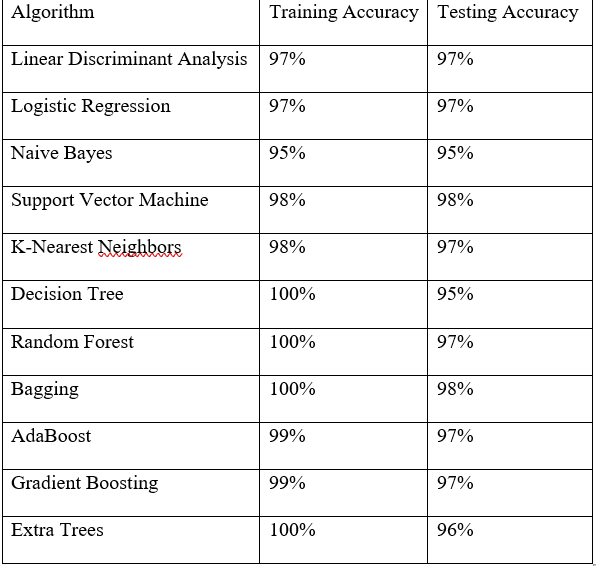 Algorithm Training Accuracy Testing Accuracy
Linear Discriminant Analysis 97% 97%
Logistic Regression 97% 97%
Naive Bayes 95% 95%
Support Vector Machine 98% 98%
K-Nearest Neighbors 98% 97%
Decision Tree 100% 95%
Random Forest 100% 97%
Bagging 100% 98%
AdaBoost 99% 97%
Gradient Boosting 99% 97%
Extra Trees 100% 96%